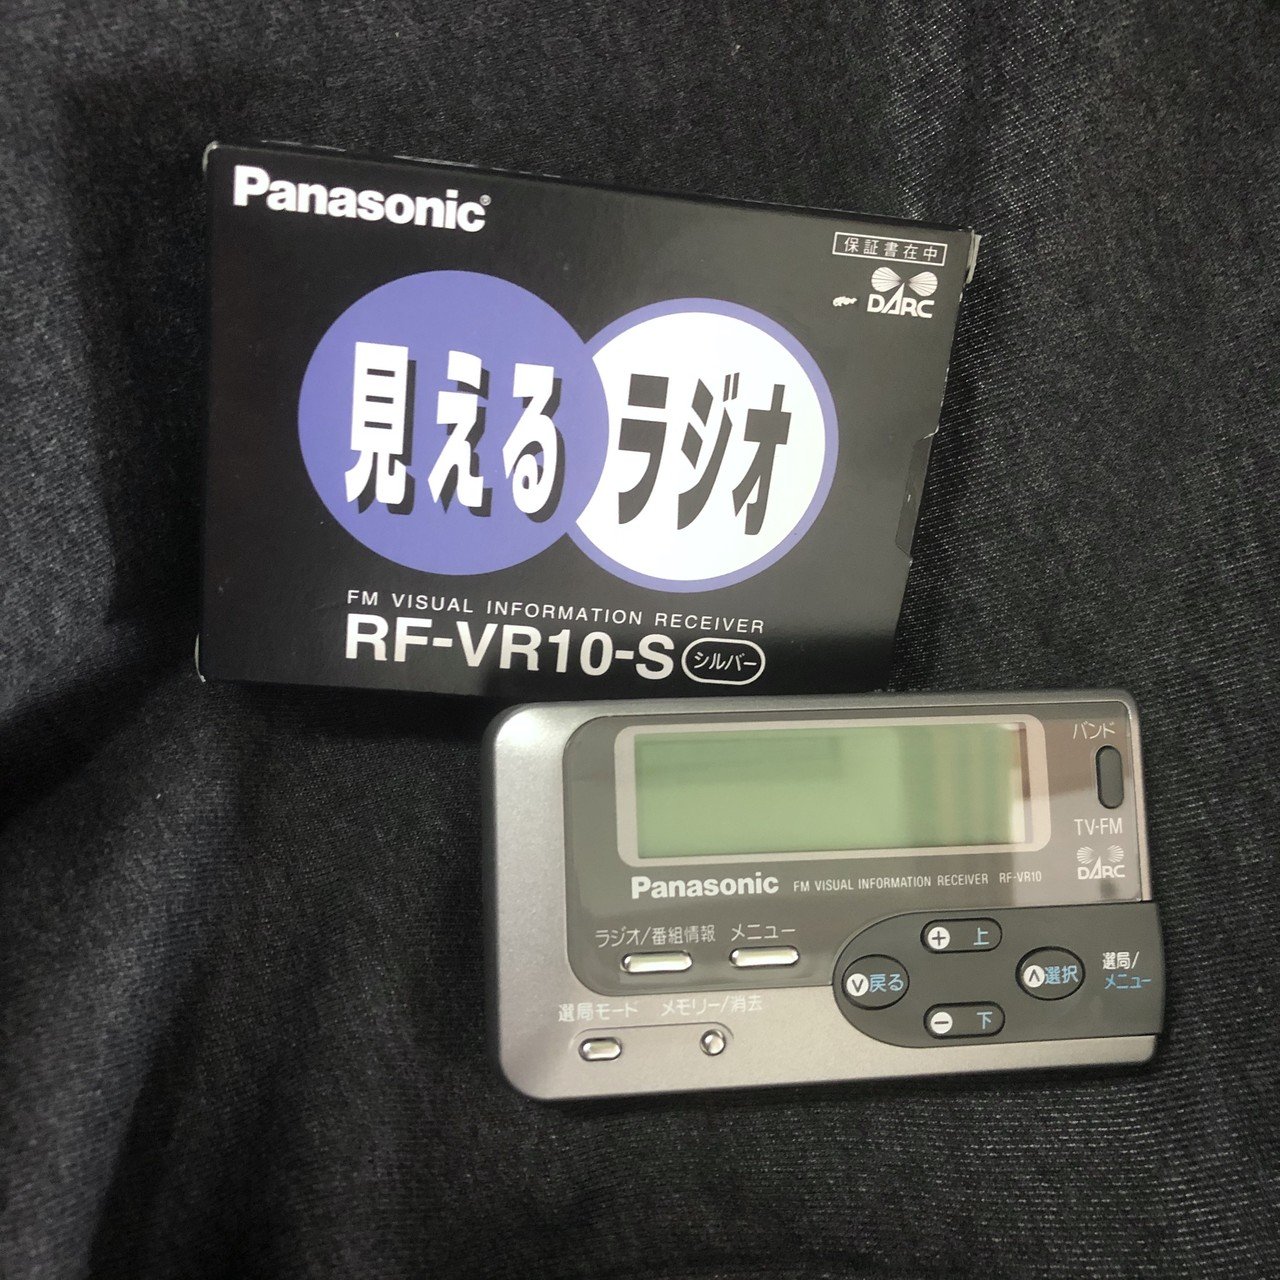 Panasonic®
保証書在中
DARC
見えるラジオ
FM VISUAL INFORMATION RECEIVER
RF-VR10-S シルバー
バンド
TV-FM
DARC
Panasonic FM VISUAL INFORMATION RECEIVER RF-VR10
ラジオ/番組情報 メニュー
+ 上
∨戻る
∧選択
選局/
メニュー
− 下
選局モード メモリー/消去